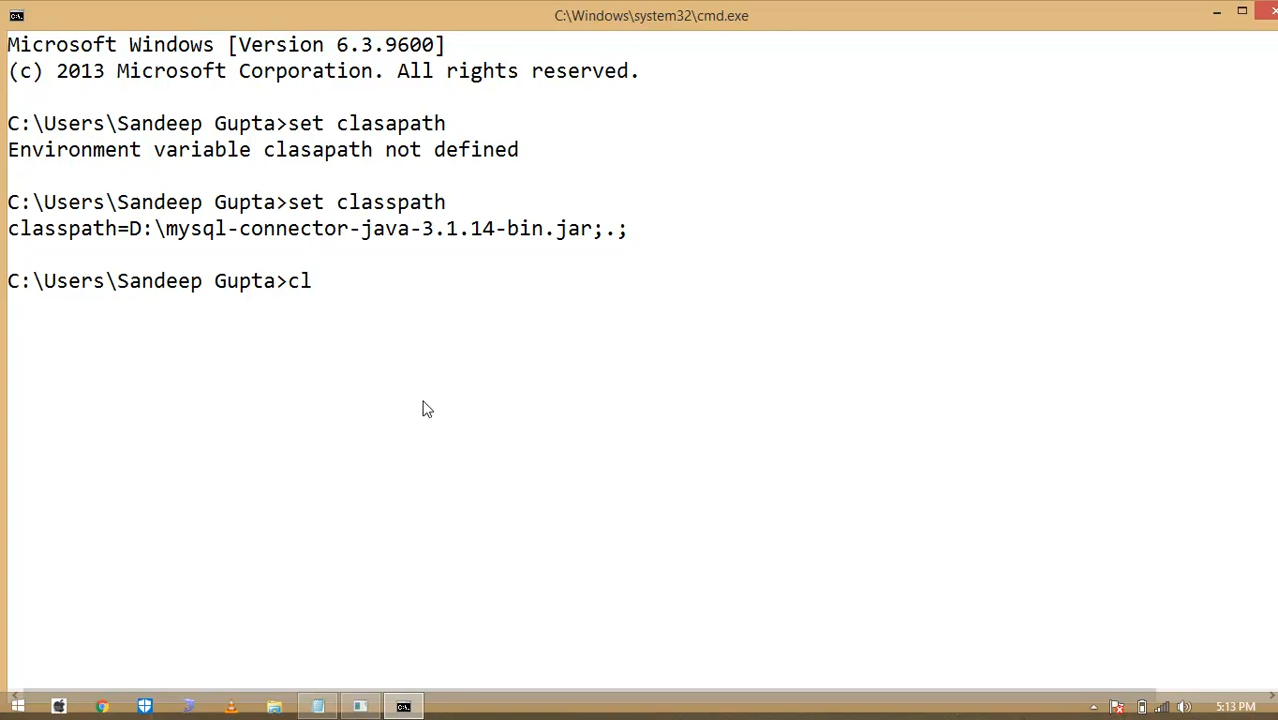 C:\Windows\system32\cmd.exe
Microsoft Windows [Version 6.3.9600]
(c) 2013 Microsoft Corporation. All rights reserved.
C:\Users\Sandeep Gupta>set clasapath
Environment variable clasapath not defined
C:\Users\Sandeep Gupta>set classpath
classpath=D:\mysql-connector-java-3.1.14-bin.jar;.;
C:\Users\Sandeep Gupta>cl
5:13 PM